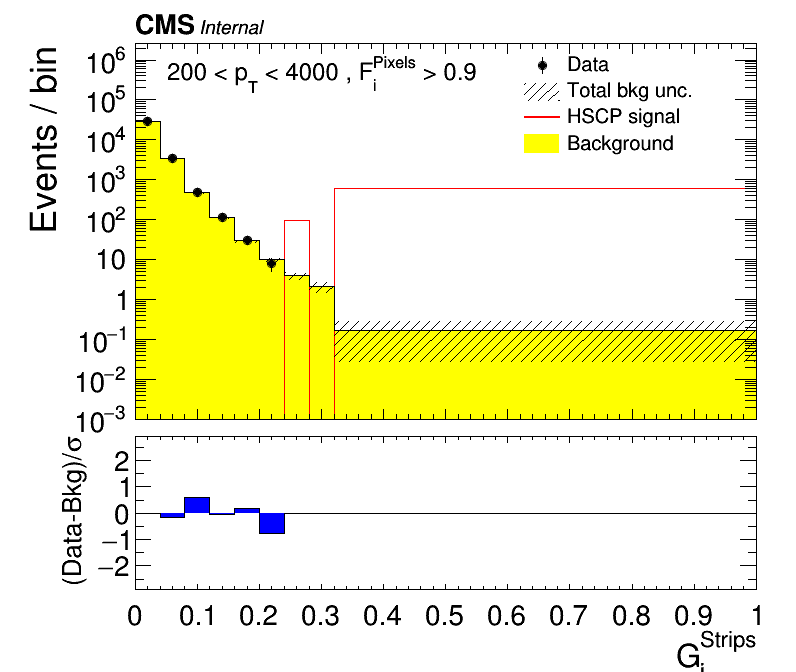 CMS Internal
Events / bin
200 < p_T < 4000 , F_i^Pixels > 0.9
Data
Total bkg unc.
HSCP signal
Background
10^6
10^5
10^4
10^3
10^2
10
1
10^−1
10^−2
10^−3
(Data-Bkg)/σ
2
1
0
−1
−2
0 0.1 0.2 0.3 0.4 0.5 0.6 0.7 0.8 0.9 1
G_i^Strips